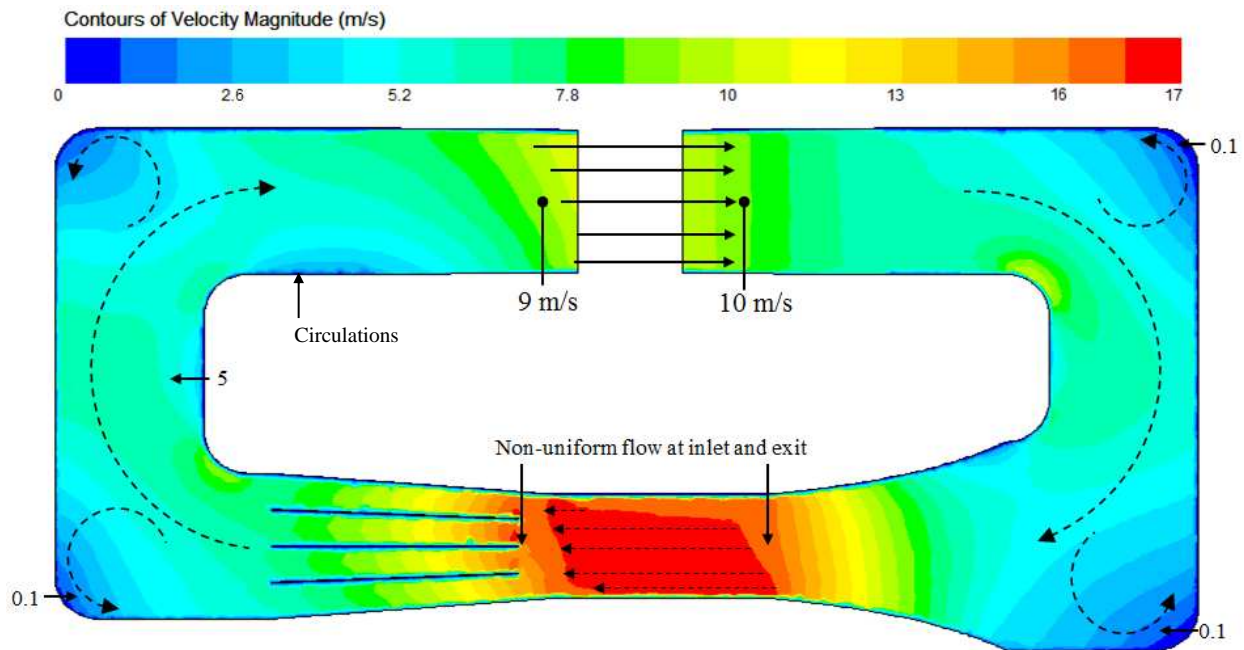 Contours of Velocity Magnitude (m/s)
0 2.6 5.2 7.8 10 13 16 17
0.1
9 m/s 10 m/s
Circulations
5
Non-uniform flow at inlet and exit
0.1
0.1